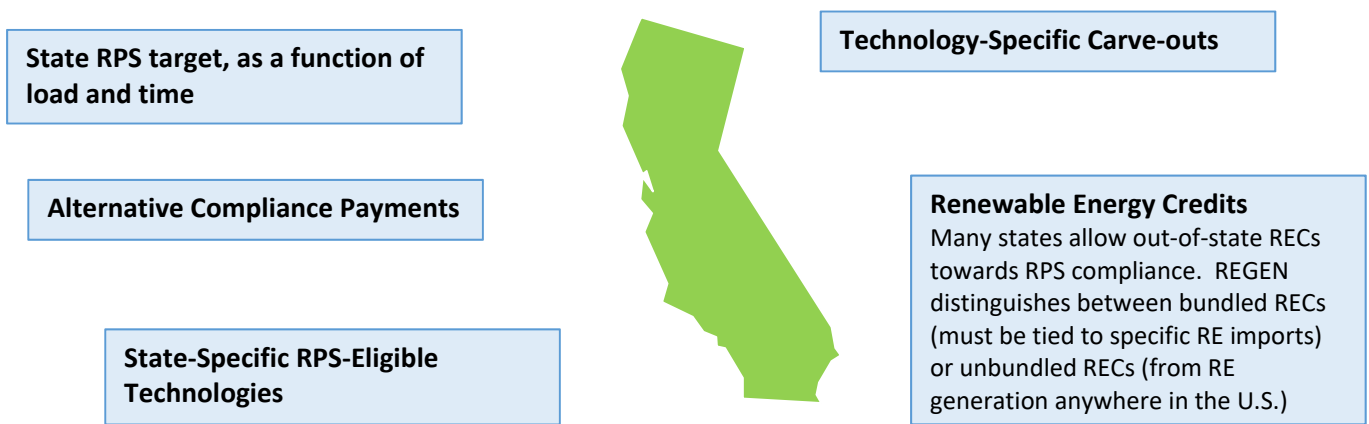 State RPS target, as a function of
load and time
Alternative Compliance Payments
State-Specific RPS-Eligible
Technologies
Technology-Specific Carve-outs
Renewable Energy Credits
Many states allow out-of-state RECs
towards RPS compliance.  REGEN
distinguishes between bundled RECs
(must be tied to specific RE imports)
or unbundled RECs (from RE
generation anywhere in the U.S.)